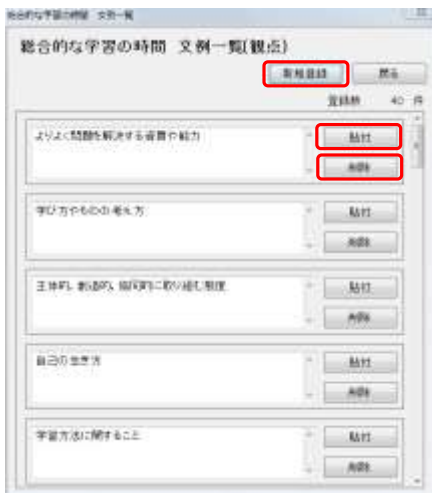 総合的な学習の時間 文例一覧
総合的な学習の時間 文例一覧(観点)
新規登録 戻る
登録数 40 件
よりよく問題を解決する資質や能力
貼付
削除
学び方やものの考え方
貼付
削除
主体的、創造的、協同的に取り組む態度
貼付
削除
自己の生き方
貼付
削除
学習方法に関すること
貼付
削除